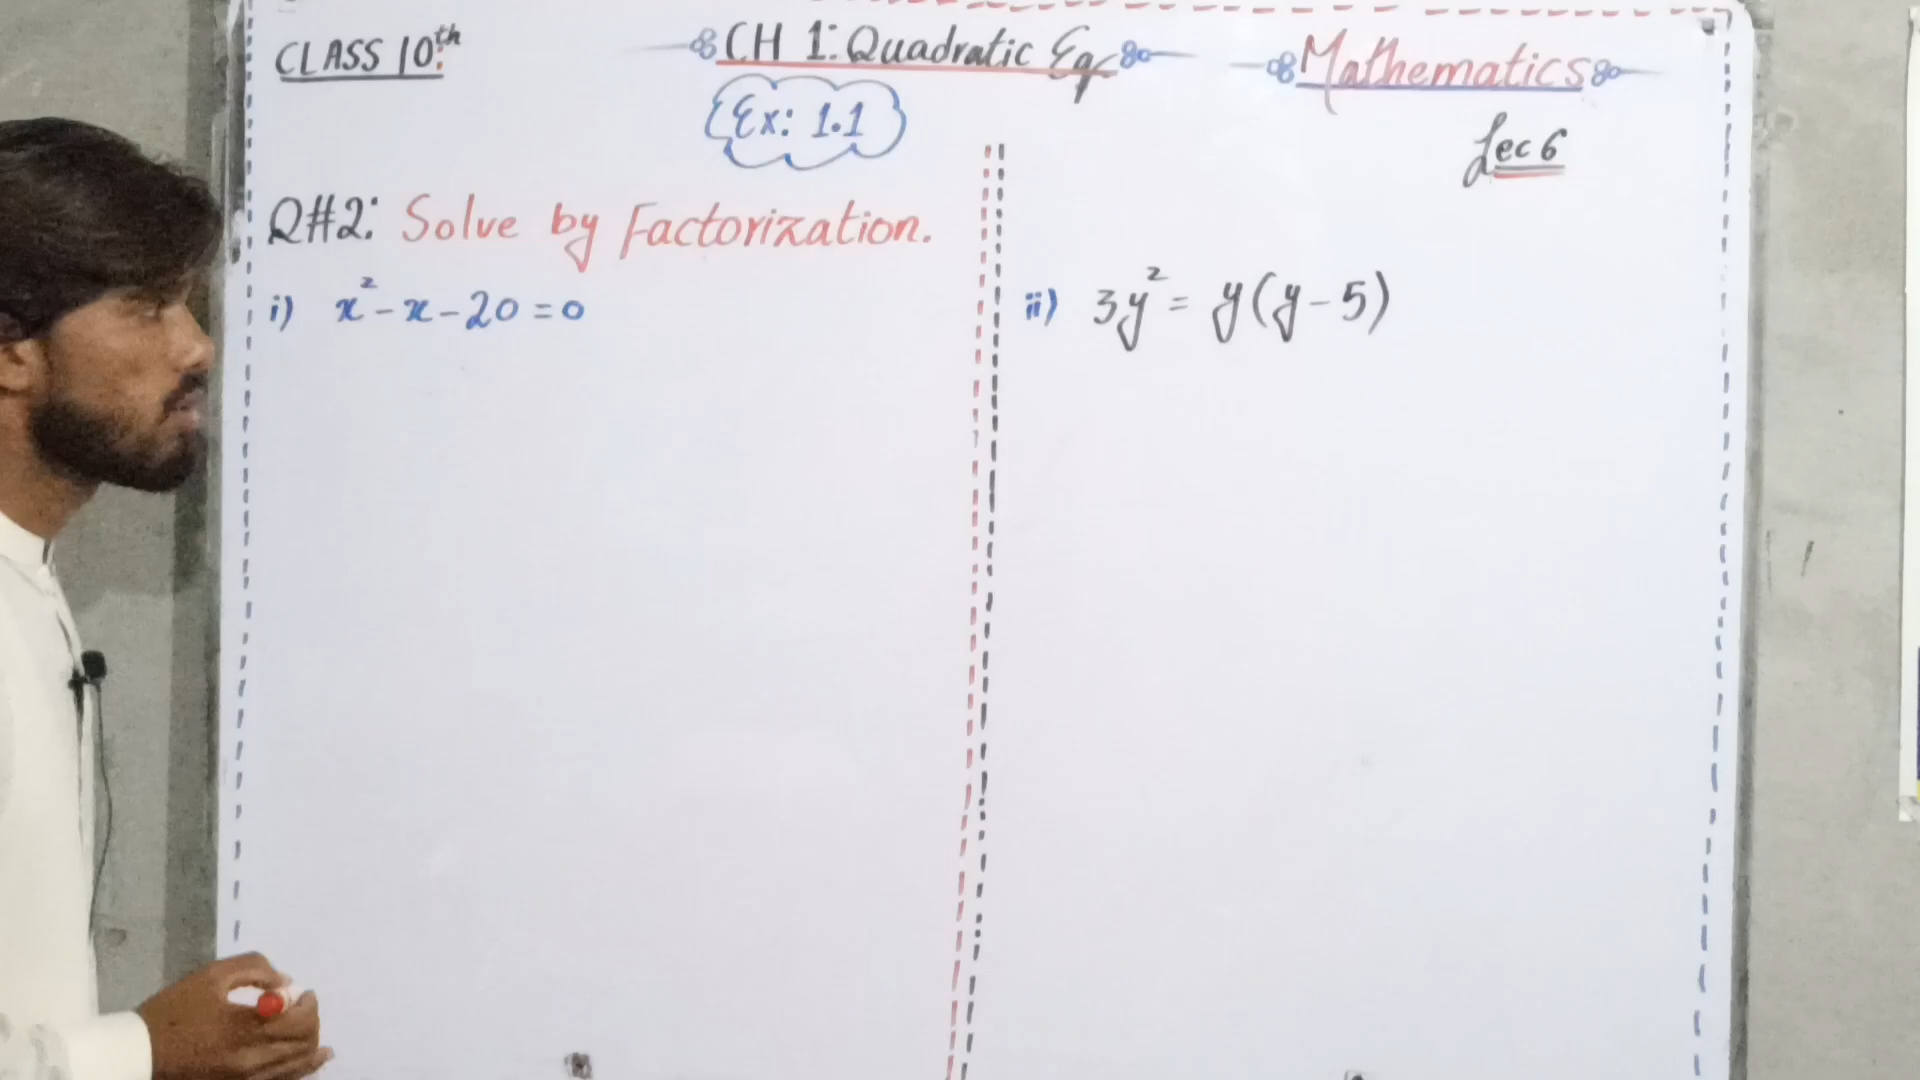 CLASS 10th:
CH 1: Quadratic Eq
Mathematics
Ex: 1.1
Lec 6
Q#2: Solve by Factorization.
i) x² - x - 20 = 0
ii) 3y² = y(y - 5)